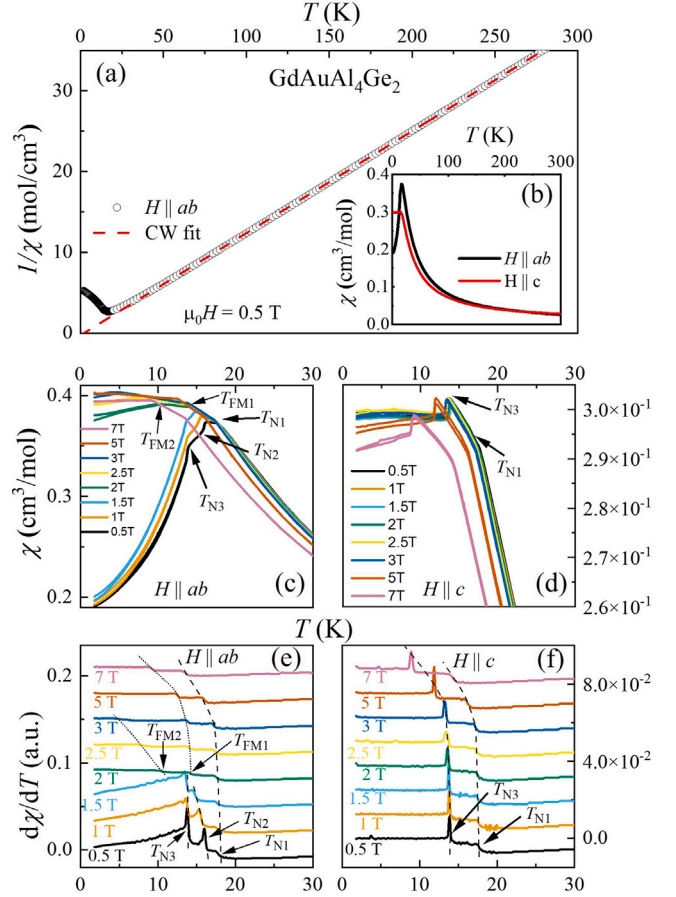 T (K)
0 50 100 150 200 250 300
(a)
GdAuAl4Ge2
30
20
10
0
1/χ (mol/cm³)
H || ab
CW fit
μ0H = 0.5 T
T (K)
0 100 200 300
(b)
0.4
0.3
0.2
0.1
0.0
χ (cm³/mol)
H || ab
H || c
0 10 20 30
0 10 20 30
0.4
0.3
0.2
χ (cm³/mol)
TFM1
TN1
TFM2
TN2
TN3
7T
5T
3T
2.5T
2T
1.5T
1T
0.5T
(c)
H || ab
TN3
TN1
0.5T
1T
1.5T
2T
2.5T
3T
5T
7T
H || c
(d)
3.0×10⁻¹
2.9×10⁻¹
2.8×10⁻¹
2.7×10⁻¹
2.6×10⁻¹
T (K)
0.2
0.1
0.0
dχ/dT (a.u.)
H || ab
(e)
7 T
5 T
3 T
TFM2
TFM1
2.5 T
2 T
1.5 T
1 T
0.5 T
TN2
TN3
TN1
0 10 20 30
H || c
(f)
7 T
5 T
3 T
2.5 T
2 T
1.5 T
1 T
0.5 T
TN3
TN1
8.0×10⁻²
4.0×10⁻²
0.0
0 10 20 30